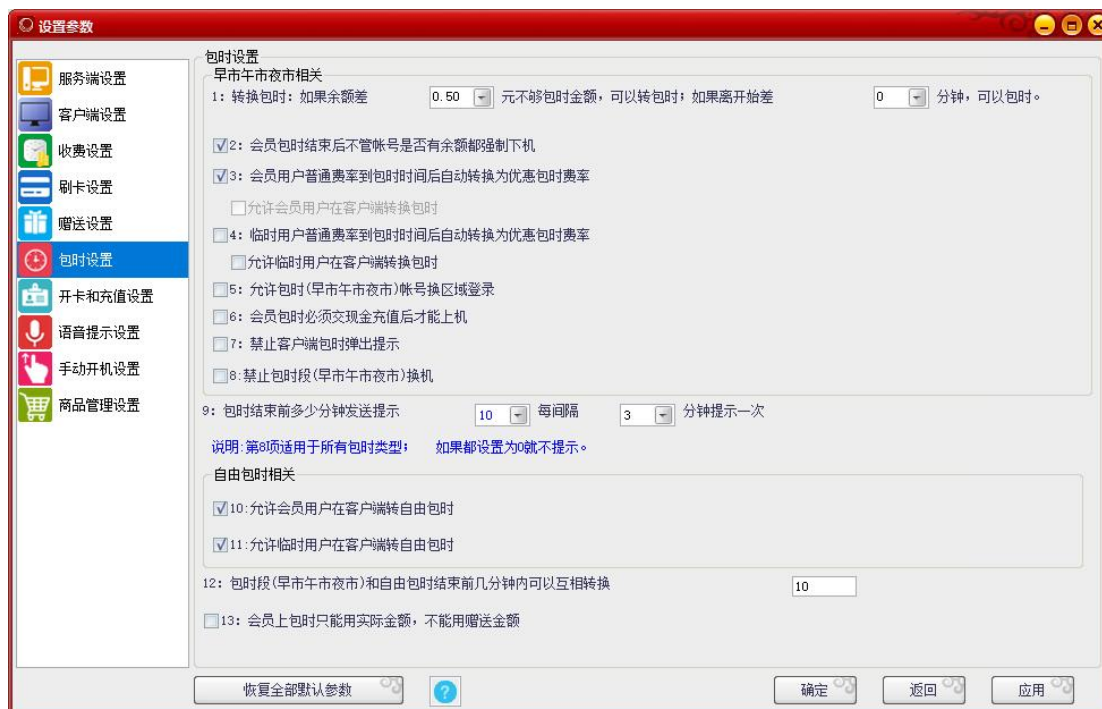 设置参数
服务端设置
客户端设置
收费设置
刷卡设置
赠送设置
包时设置
开卡和充值设置
语音提示设置
手动开机设置
商品管理设置
包时设置
早市午市夜市相关
1: 转换包时: 如果余额差 0.50 元不够包时金额, 可以转包时; 如果离开始差 0 分钟, 可以包时。
2: 会员包时结束后不管帐号是否有余额都强制下机
3: 会员用户普通费率到包时时间后自动转换为优惠包时费率
允许会员用户在客户端转换包时
4: 临时用户普通费率到包时时间后自动转换为优惠包时费率
允许临时用户在客户端转换包时
5: 允许包时(早市午市夜市)帐号换区域登录
6: 会员包时必须交现金充值后才能上机
7: 禁止客户端包时弹出提示
8:禁止包时段(早市午市夜市)换机
9: 包时结束前多少分钟发送提示 10 每间隔 3 分钟提示一次
说明:第8项适用于所有包时类型; 如果都设置为0就不提示。
自由包时相关
10:允许会员用户在客户端转自由包时
11:允许临时用户在客户端转自由包时
12: 包时段(早市午市夜市)和自由包时结束前几分钟内可以互相转换 10
13: 会员上包时只能用实际金额, 不能用赠送金额
恢复全部默认参数 ? 确定 返回 应用